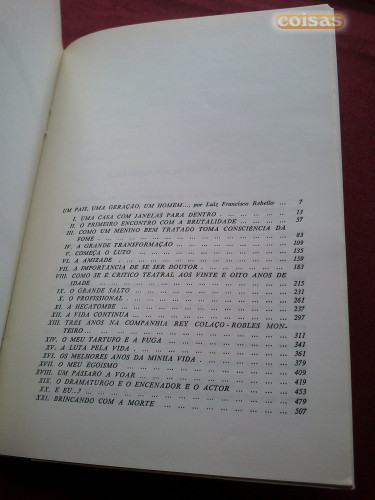 coisas
UM PAIS, UMA GERAÇÃO, UM HOMEM..., por Luiz Francisco Rebello ... 7
I. UMA CASA COM JANELAS PARA DENTRO ... 13
II. O PRIMEIRO ENCONTRO COM A BRUTALIDADE ... 57
III. COMO UM MENINO BEM TRATADO TOMA CONSCIÊNCIA DA
FOME ... 83
IV. A GRANDE TRANSFORMAÇÃO ... 109
V. COMEÇA O LUTO ... 135
VI. A AMIZADE ... 159
VII. A IMPORTANCIA DE SE SER DOUTOR ... 183
VIII. COMO SE É CRITICO TEATRAL AOS VINTE E OITO ANOS DE
IDADE ... 215
IX. O GRANDE SALTO ... 231
X. O PROFISSIONAL ... 237
XI. A HECATOMBE ... 261
XII. A VIDA CONTINUA ... 297
XIII. TRES ANOS NA COMPANHIA REY COLAÇO-ROBLES MON-
TEIRO ... 311
XIV. O MEU TARTUFO E A FUGA ... 341
XV. A LUTA PELA VIDA ... 361
XVI. OS MELHORES ANOS DA MINHA VIDA ... 379
XVII. O MEU EGOISMO ... 409
XVIII. UM PÁSSARO A VOAR ... 419
XIX. O DRAMATURGO E O ENCENADOR E O ACTOR ... 453
XX. E EU...? ... 479
XXI. BRINCANDO COM A MORTE ... 507